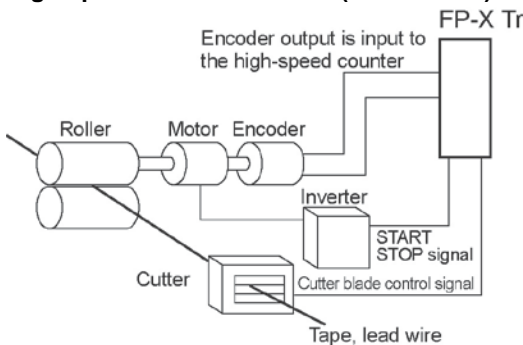 FP-X Tr
Encoder output is input to
the high-speed counter
Roller
Motor
Encoder
Inverter
START
STOP signal
Cutter
Cutter blade control signal
Tape, lead wire